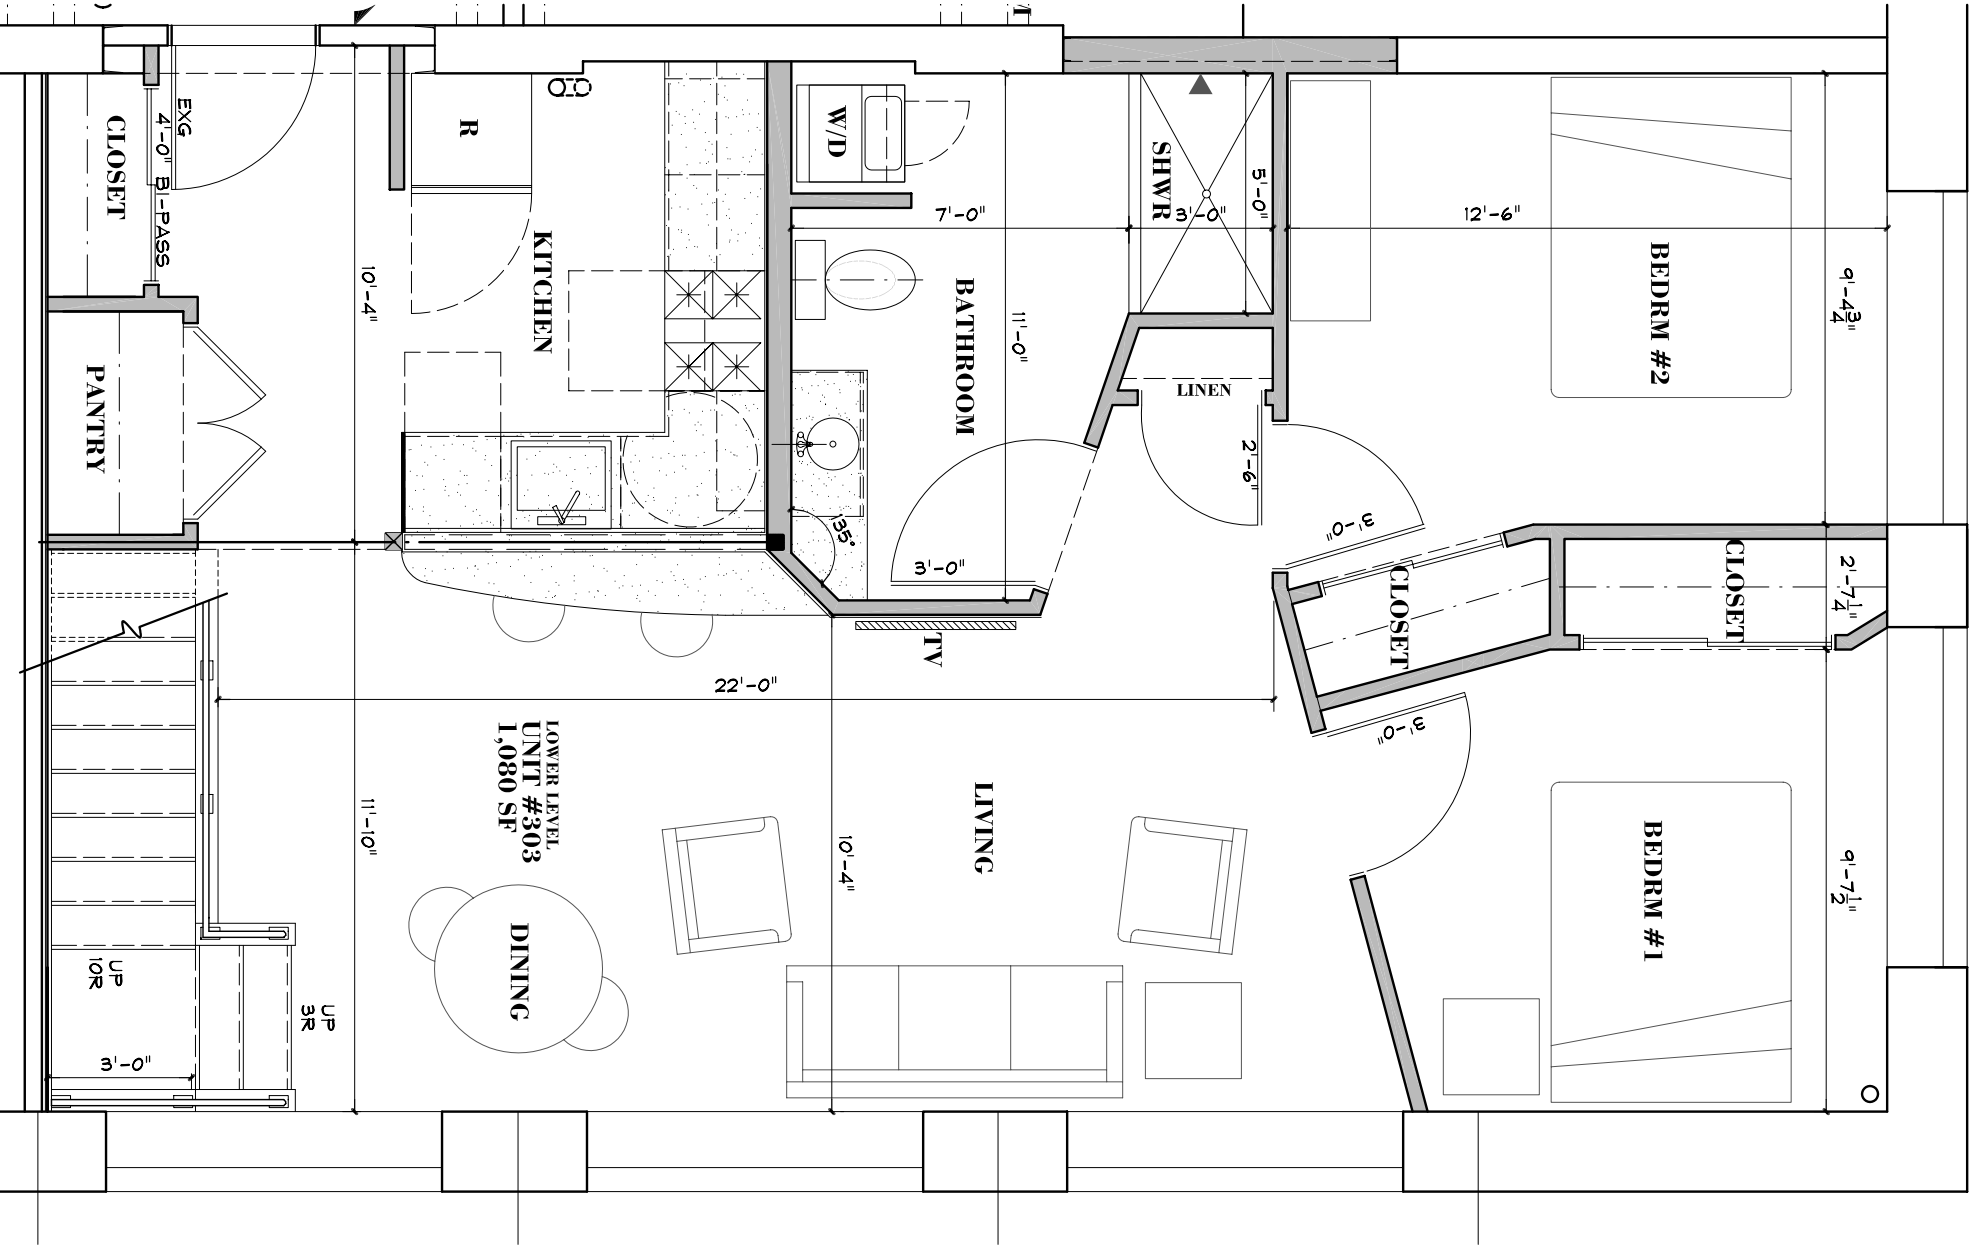 EXG
4'-0" BI-PASS
CLOSET
PANTRY
R
KITCHEN
10'-4"
W/D
SHWR
5'-0"
7'-0"
3'-0"
12'-6"
BATHROOM
11'-0"
LINEN
2'-6"
BEDRM #2
9'-4 3/4"
135°
3'-0"
3'-0"
CLOSET
CLOSET
2'-7 1/4"
TV
22'-0"
3'-0"
LOWER LEVEL
UNIT #303
1,080 SF
11'-10"
10'-4"
LIVING
DINING
BEDRM #1
9'-7 1/2"
UP
10R
UP
3R
3'-0"